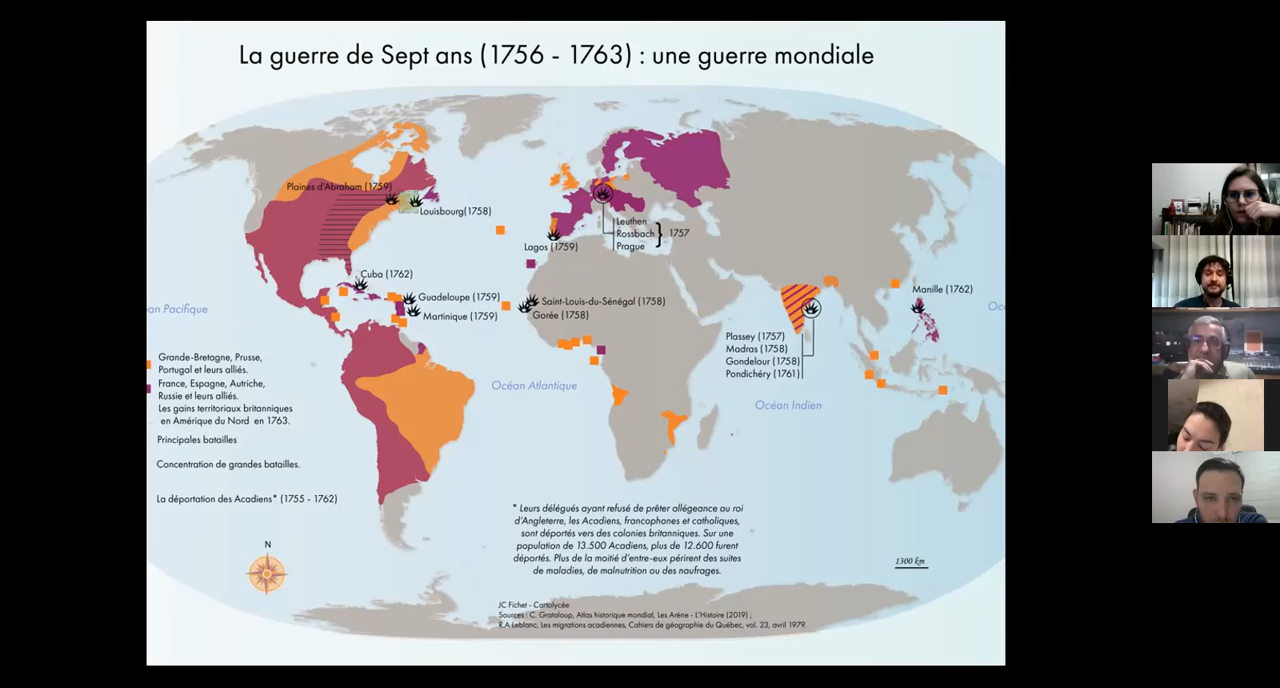 La guerre de Sept ans (1756 - 1763) : une guerre mondiale
Plaines d'Abraham (1759)
Louisbourg(1758)
Lagos (1759)
Leuthen
Rossbach
Prague
1757
Cuba (1762)
Guadeloupe (1759)
Martinique (1759)
Saint-Louis-du-Sénégal (1758)
Gorée (1758)
Manille (1762)
an Pacifique
Oc
Plassey (1757)
Madras (1758)
Gondelour (1758)
Pondichéry (1761)
Océan Atlantique
Océan Indien
Grande-Bretagne, Prusse,
Portugal et leurs alliés.
France, Espagne, Autriche,
Russie et leurs alliés.
Les gains territoriaux britanniques
en Amérique du Nord en 1763.
Principales batailles
Concentration de grandes batailles.
La déportation des Acadiens* (1755 - 1762)
* Leurs délégués ayant refusé de prêter allégeance au roi
d'Angleterre, les Acadiens, francophones et catholiques,
sont déportés vers des colonies britanniques. Sur une
population de 13.500 Acadiens, plus de 12.600 furent
déportés. Plus de la moitié d'entre-eux périrent des suites
de maladies, de malnutrition ou des naufrages.
N
1300 km
JC Fichet - Cartolycée
Sources : C. Grataloup, Atlas historique mondial, Les Arène - L'Histoire (2019) ;
R.A Leblanc, Les migrations acadiennes, Cahiers de géographie du Québec, vol. 23, avril 1979.